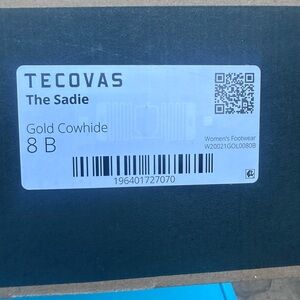 TECOVAS
The Sadie
Gold Cowhide
8 B
Women's Footwear
W20021GOL0080B
196401727070